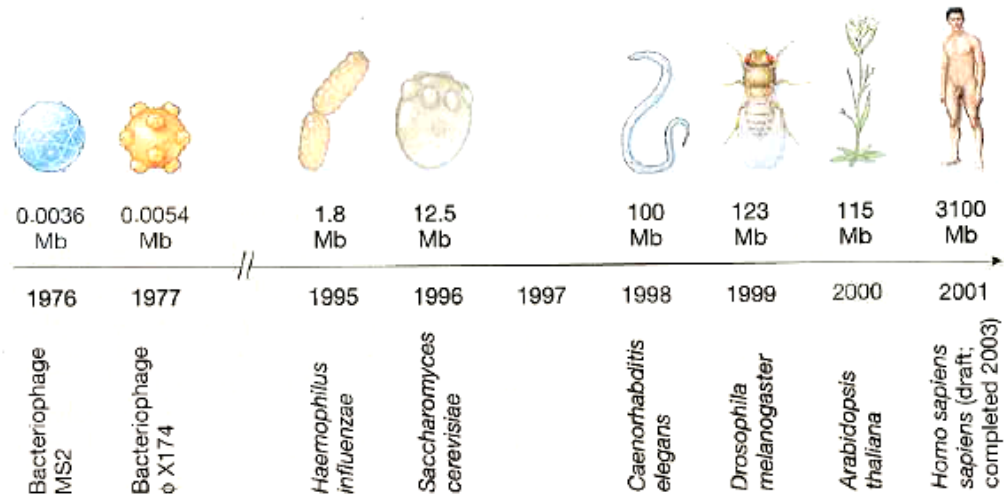 0.0036
Mb
0.0054
Mb
1.8
Mb
12.5
Mb
100
Mb
123
Mb
115
Mb
3100
Mb
1976
1977
1995
1996
1997
1998
1999
2000
2001
Bacteriophage
MS2
Bacteriophage
ϕ X174
Haemophilus
influenzae
Saccharomyces
cerevisiae
Caenorhabditis
elegans
Drosophila
melanogaster
Arabidopsis
thaliana
Homo sapiens
sapiens (draft;
completed 2003)